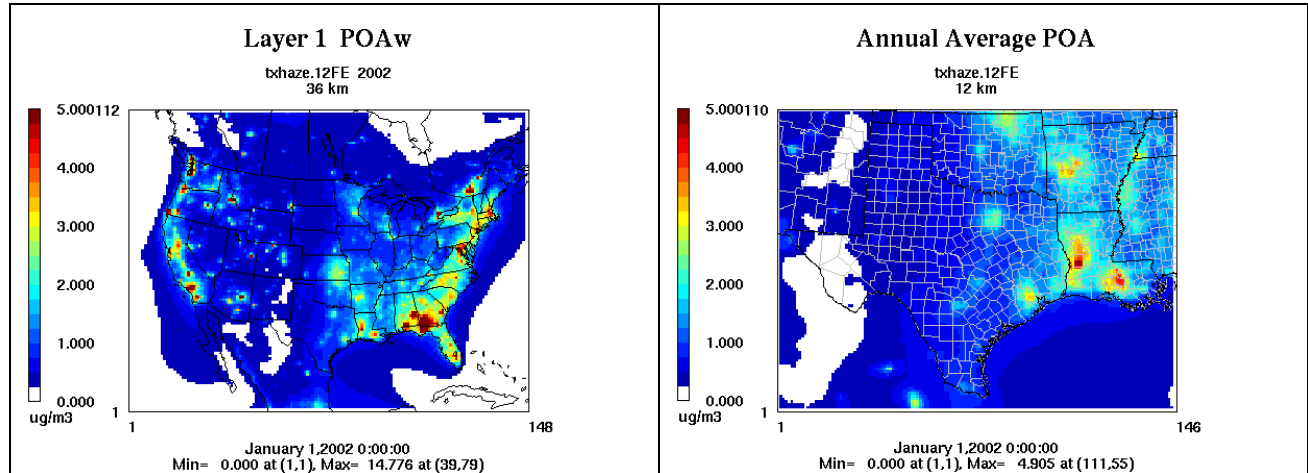 Layer 1 POAw
txhaze.12FE 2002
36 km
5.000
112
4.000
3.000
2.000
1.000
0.000
ug/m3
1
1
148
January 1,2002 0:00:00
Min= 0.000 at (1,1), Max= 14.776 at (39,79)
Annual Average POA
txhaze.12FE
12 km
5.000
110
4.000
3.000
2.000
1.000
0.000
ug/m3
1
1
146
January 1,2002 0:00:00
Min= 0.000 at (1,1), Max= 4.905 at (111,55)